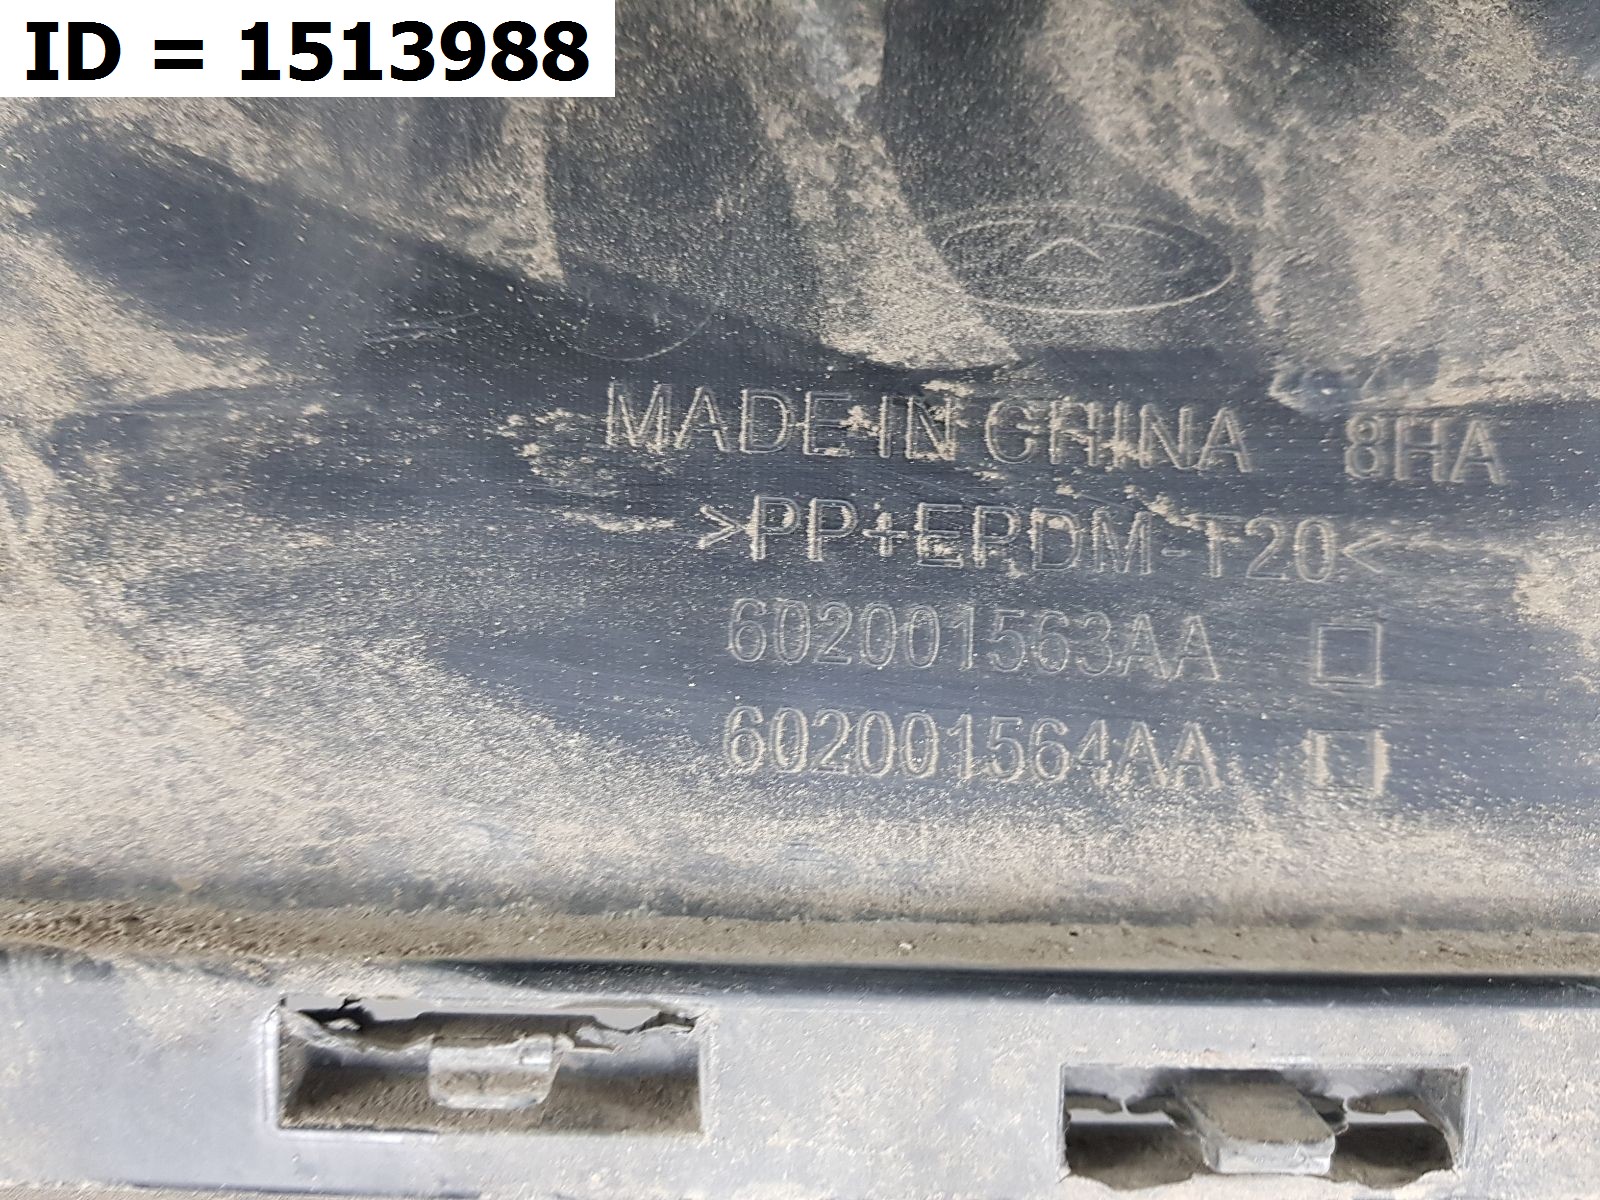 ID = 1513988
MADE IN CHINA 8HA
>PP+EPDM-T20<
602001563AA
602001564AA